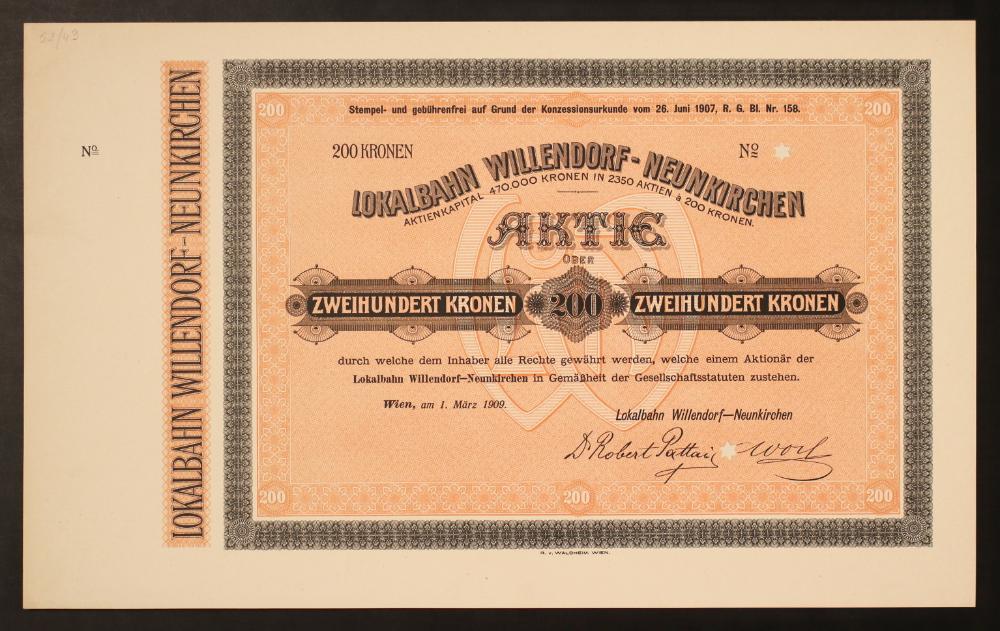 52/43
Nº
LOKALBAHN WILLENDORF-NEUNKIRCHEN
200 200
Stempel- und gebührenfrei auf Grund der Konzessionsurkunde vom 26. Juni 1907, R. G. Bl. Nr. 158.
200 KRONEN Nº
LOKALBAHN WILLENDORF-NEUNKIRCHEN
AKTIENKAPITAL 470.000 KRONEN IN 2350 AKTIEN à 200 KRONEN.
AKTIE
ÜBER
ZWEIHUNDERT KRONEN 200 ZWEIHUNDERT KRONEN
durch welche dem Inhaber alle Rechte gewährt werden, welche einem Aktionär der
Lokalbahn Willendorf—Neunkirchen in Gemäßheit der Gesellschaftsstatuten zustehen.
Wien, am 1. März 1909.
Lokalbahn Willendorf—Neunkirchen
Dr Robert Pattai
200 200 200
R. v. WALDHEIM, WIEN.